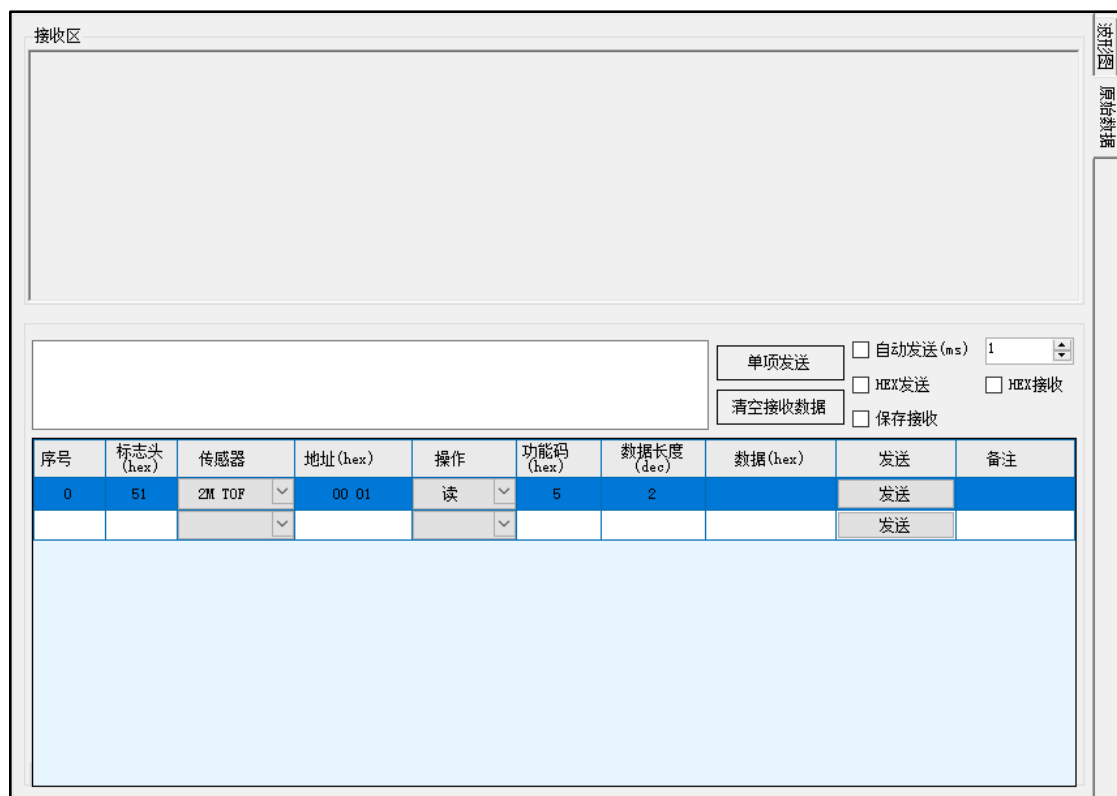 接收区
波形图
原始数据
单项发送
自动发送(ms)
1
HEX发送
HEX接收
清空接收数据
保存接收
序号 标志头(hex) 传感器 地址(hex) 操作 功能码(hex) 数据长度(dec) 数据(hex) 发送 备注
0 51 2M TOF 00 01 读 5 2 发送
发送